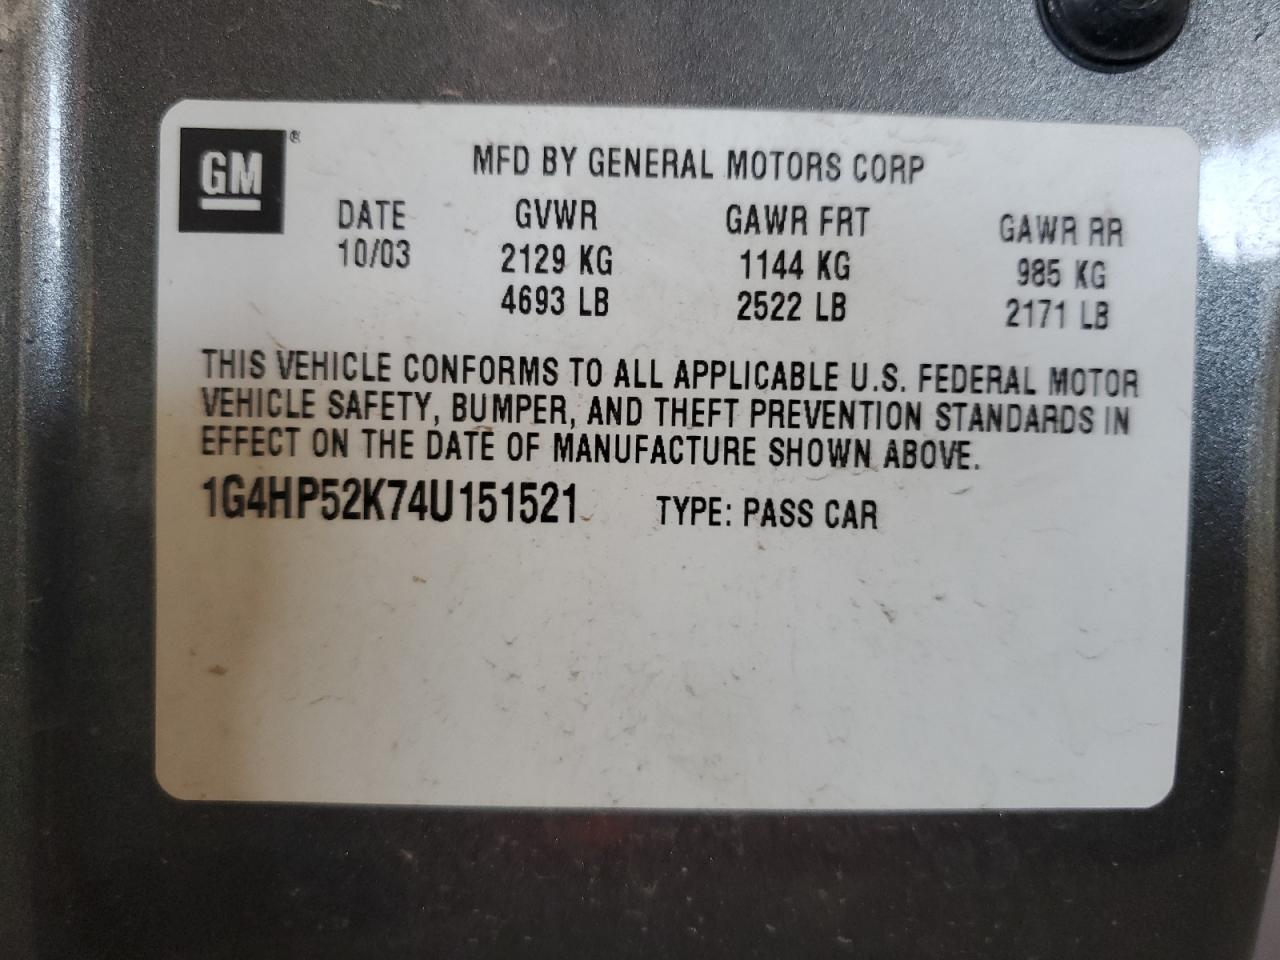 GM®
MFD BY GENERAL MOTORS CORP
DATE GVWR GAWR FRT GAWR RR
10/03 2129 KG 1144 KG 985 KG
4693 LB 2522 LB 2171 LB
THIS VEHICLE CONFORMS TO ALL APPLICABLE U.S. FEDERAL MOTOR
VEHICLE SAFETY, BUMPER, AND THEFT PREVENTION STANDARDS IN
EFFECT ON THE DATE OF MANUFACTURE SHOWN ABOVE.
1G4HP52K74U151521 TYPE: PASS CAR